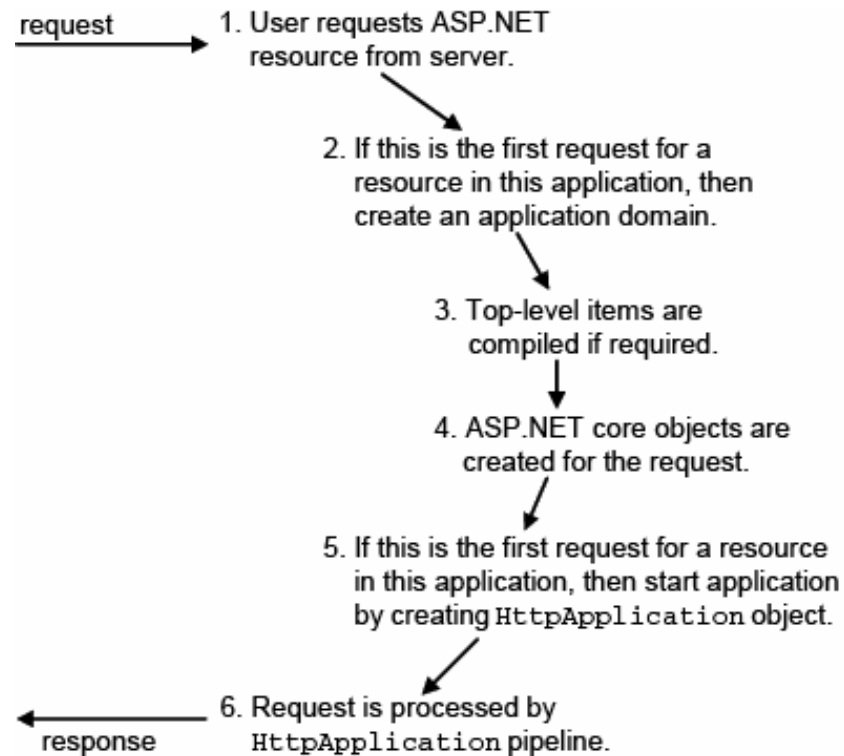 request
1. User requests ASP.NET
resource from server.
2. If this is the first request for a
resource in this application, then
create an application domain.
3. Top-level items are
compiled if required.
4. ASP.NET core objects are
created for the request.
5. If this is the first request for a resource
in this application, then start application
by creating HttpApplication object.
6. Request is processed by
HttpApplication pipeline.
response